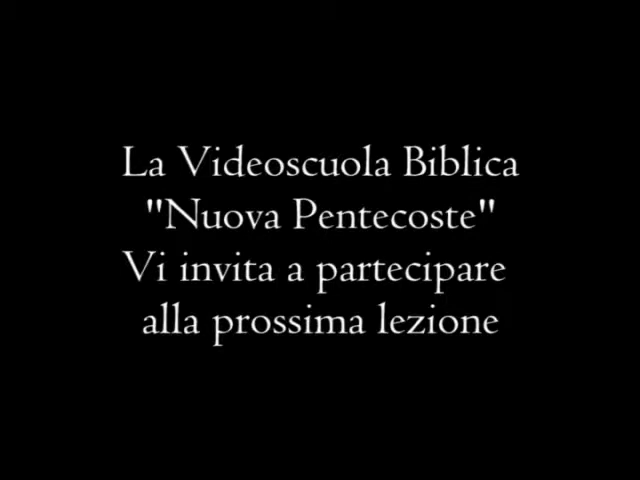 La Videoscuola Biblica
"Nuova Pentecoste"
Vi invita a partecipare
alla prossima lezione